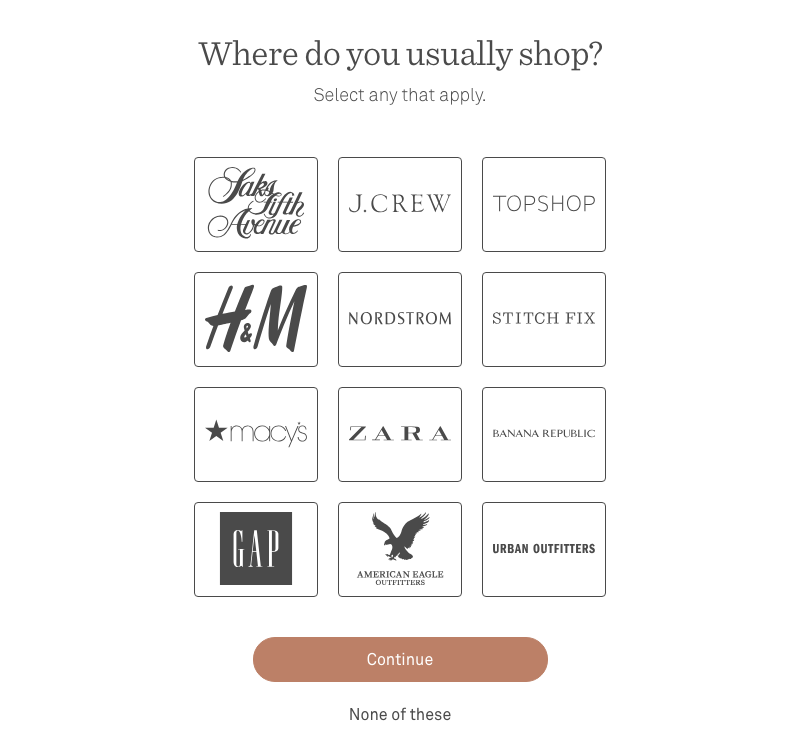 Where do you usually shop?
Select any that apply.
Saks
Fifth
Avenue
J.CREW
TOPSHOP
H&M
NORDSTROM
STITCH FIX
macy's
ZARA
BANANA REPUBLIC
GAP
AMERICAN EAGLE
OUTFITTERS
URBAN OUTFITTERS
Continue
None of these